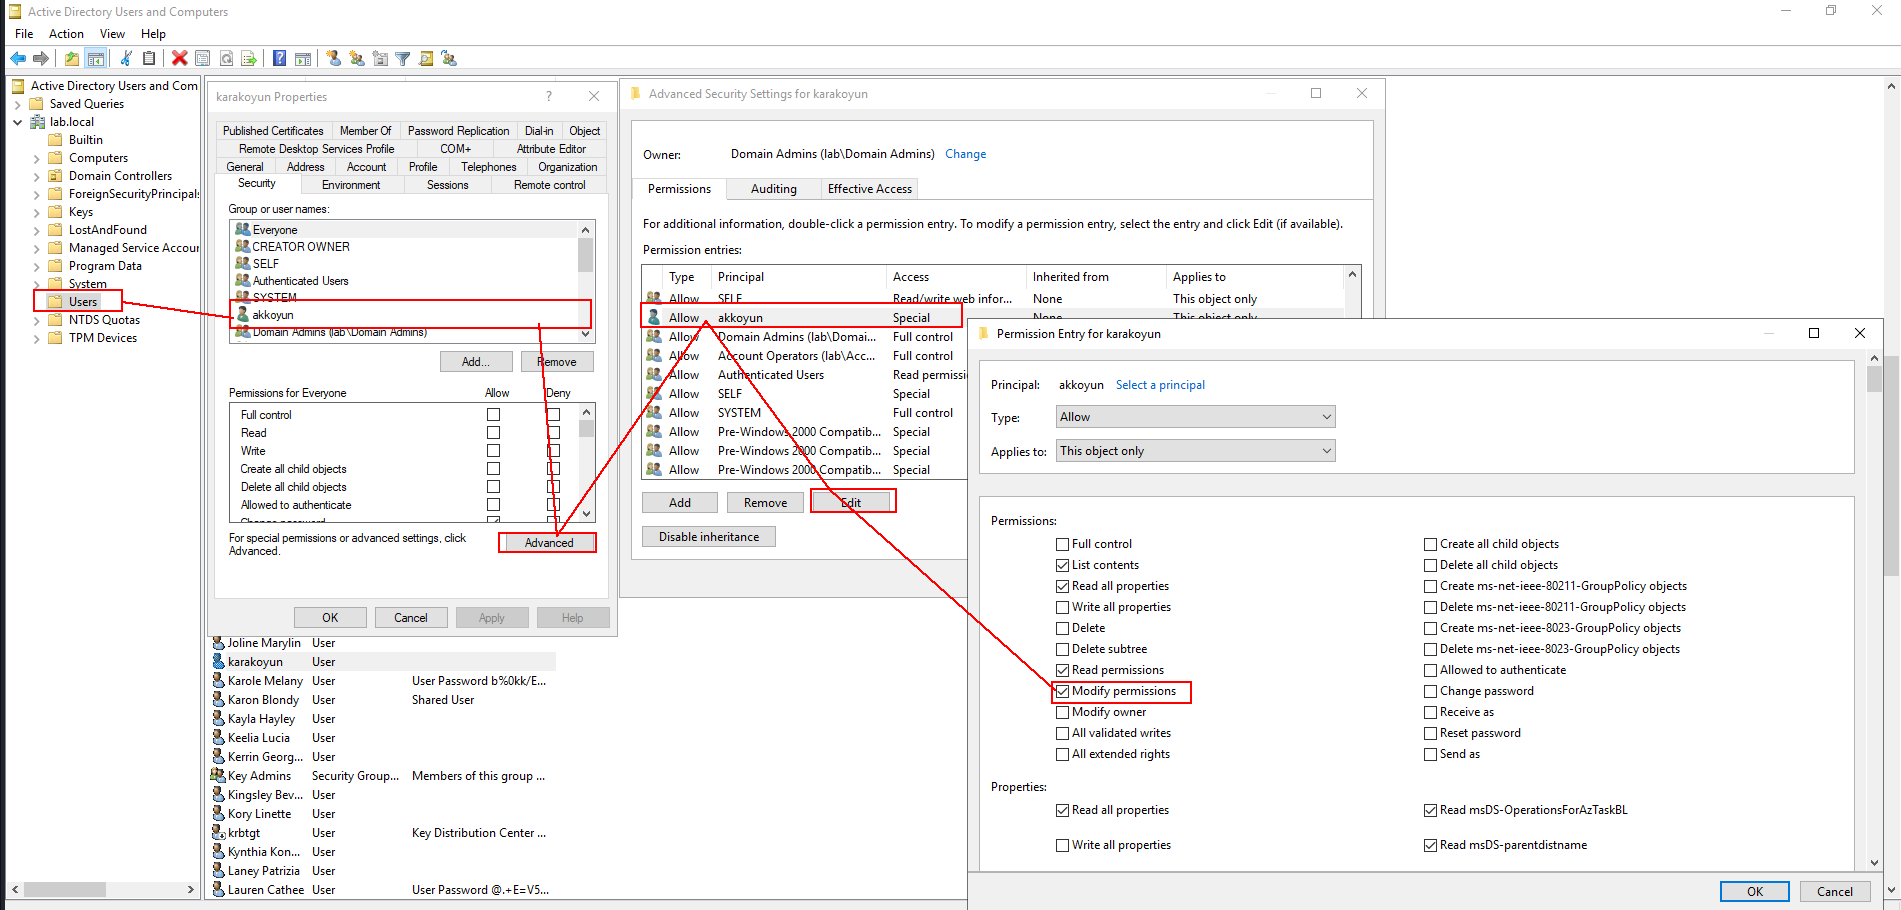 Active Directory Users and Computers
File Action View Help
Active Directory Users and Com
Saved Queries
lab.local
Builtin
Computers
Domain Controllers
ForeignSecurityPrincipals
Keys
LostAndFound
Managed Service Accour
Program Data
System
Users
NTDS Quotas
TPM Devices
karakoyun Properties
Published Certificates Member Of Password Replication Dial-in Object
Remote Desktop Services Profile COM+ Attribute Editor
General Address Account Profile Telephones Organization
Security Environment Sessions Remote control
Group or user names:
Everyone
CREATOR OWNER
SELF
Authenticated Users
SYSTEM
akkoyun
Domain Admins (lab\Domain Admins)
Add... Remove
Permissions for Everyone Allow Deny
Full control
Read
Write
Create all child objects
Delete all child objects
Allowed to authenticate
Change password
For special permissions or advanced settings, click
Advanced.
Advanced
OK Cancel Apply Help
Joline Marylin User
karakoyun User
Karole Melany User User Password b%0kk/E...
Karon Blondy User Shared User
Kayla Hayley User
Keelia Lucia User
Kerrin Georg... User
Key Admins Security Group... Members of this group ...
Kingsley Bev... User
Kory Linette User
krbtgt User Key Distribution Center ...
Kynthia Kon... User
Laney Patrizia User
Lauren Cathee User User Password @.+E=V5...
Advanced Security Settings for karakoyun
Owner: Domain Admins (lab\Domain Admins) Change
Permissions Auditing Effective Access
For additional information, double-click a permission entry. To modify a permission entry, select the entry and click Edit (if available).
Permission entries:
Type Principal Access Inherited from Applies to
Allow SELF Read/write web infor... None This object only
Allow akkoyun Special None This object only
Allow Domain Admins (lab\Domai... Full control
Allow Account Operators (lab\Acc... Full control
Allow Authenticated Users Read permissi
Allow SELF Special
Allow SYSTEM Full control
Allow Pre-Windows 2000 Compatib... Special
Allow Pre-Windows 2000 Compatib... Special
Allow Pre-Windows 2000 Compatib... Special
Add Remove Edit
Disable inheritance
Permission Entry for karakoyun
Principal: akkoyun Select a principal
Type: Allow
Applies to: This object only
Permissions:
Full control Create all child objects
List contents Delete all child objects
Read all properties Create ms-net-ieee-80211-GroupPolicy objects
Write all properties Delete ms-net-ieee-80211-GroupPolicy objects
Delete Create ms-net-ieee-8023-GroupPolicy objects
Delete subtree Delete ms-net-ieee-8023-GroupPolicy objects
Read permissions Allowed to authenticate
Modify permissions Change password
Modify owner Receive as
All validated writes Reset password
All extended rights Send as
Properties:
Read all properties Read msDS-OperationsForAzTaskBL
Write all properties Read msDS-parentdistname
OK Cancel